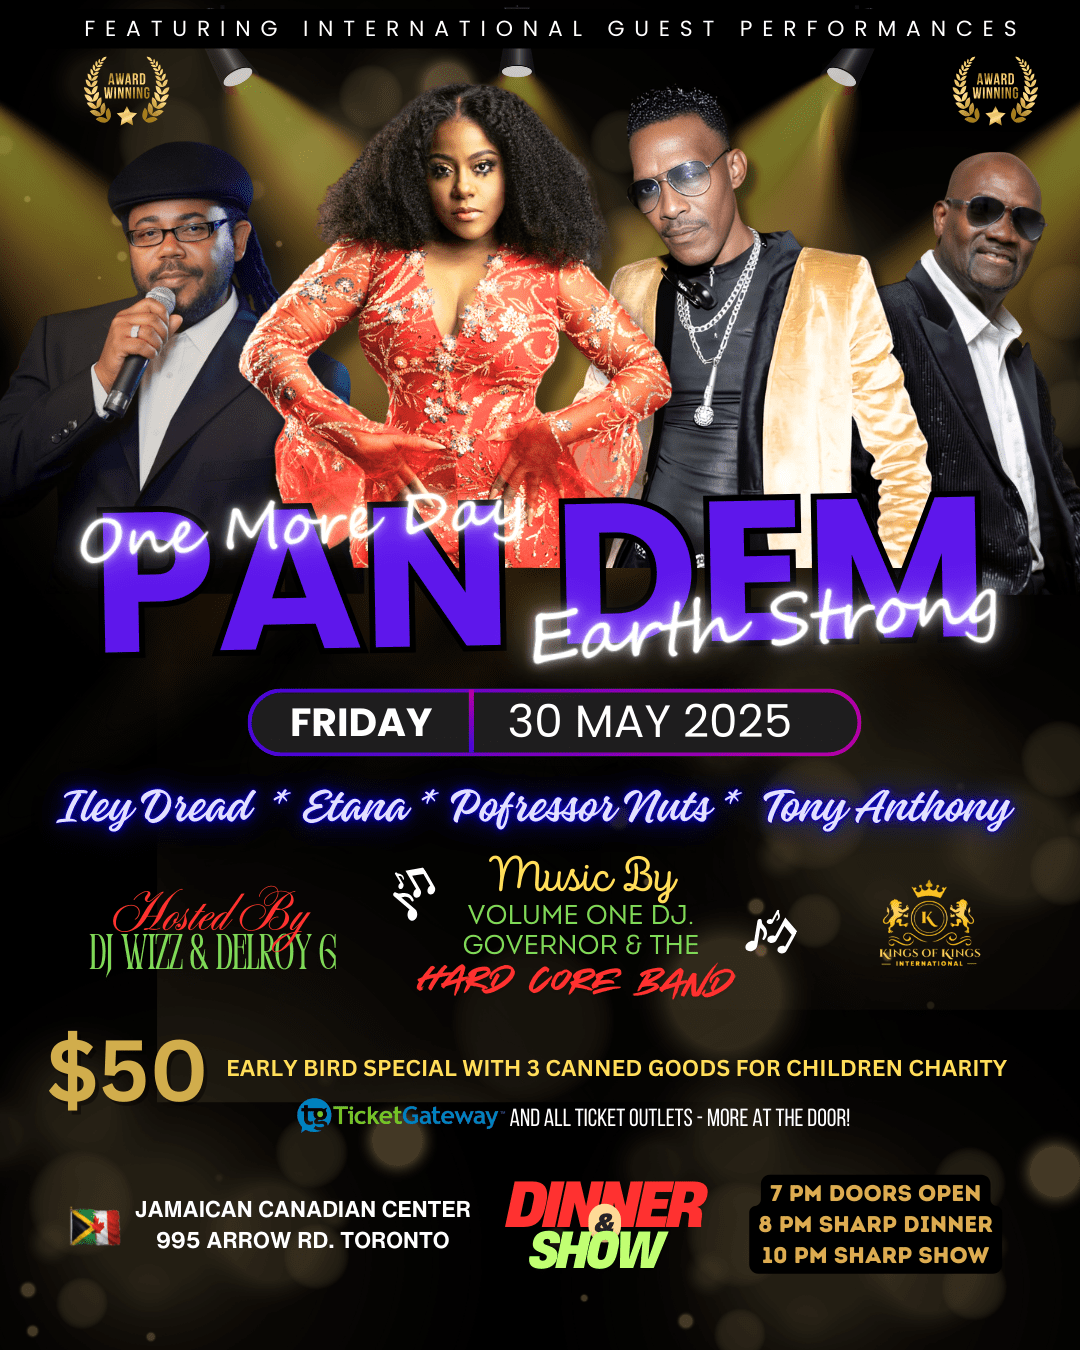 FEATURING INTERNATIONAL GUEST PERFORMANCES
AWARD
WINNING
AWARD
WINNING
One More Day
PAN DEM
Earth Strong
FRIDAY 30 MAY 2025
Iley Dread * Etana * Pofressor Nuts * Tony Anthony
Hosted By
DJ WIZZ & DELROY G
Music By
VOLUME ONE DJ.
GOVERNOR & THE
HARD CORE BAND
K
KINGS OF KINGS
INTERNATIONAL
$50 EARLY BIRD SPECIAL WITH 3 CANNED GOODS FOR CHILDREN CHARITY
tg TicketGateway AND ALL TICKET OUTLETS - MORE AT THE DOOR!
JAMAICAN CANADIAN CENTER
995 ARROW RD. TORONTO
DINNER
&
SHOW
7 PM DOORS OPEN
8 PM SHARP DINNER
10 PM SHARP SHOW